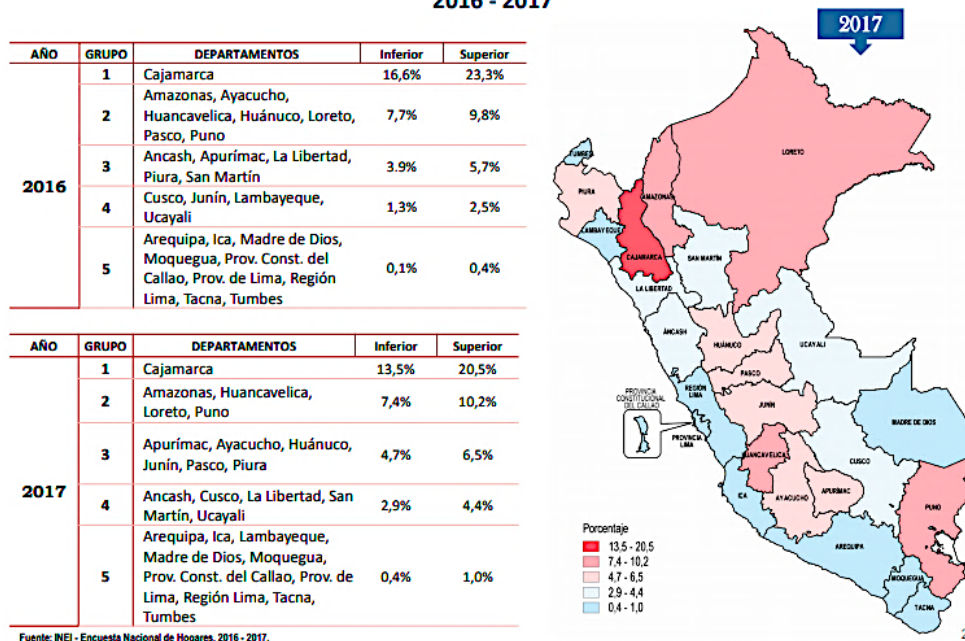 2016 - 2017
AÑO GRUPO DEPARTAMENTOS Inferior Superior
2016
1 Cajamarca 16,6% 23,3%
2 Amazonas, Ayacucho,
Huancavelica, Huánuco, Loreto,
Pasco, Puno 7,7% 9,8%
3 Ancash, Apurímac, La Libertad,
Piura, San Martín 3.9% 5,7%
4 Cusco, Junín, Lambayeque,
Ucayali 1,3% 2,5%
5 Arequipa, Ica, Madre de Dios,
Moquegua, Prov. Const. del
Callao, Prov. de Lima, Región
Lima, Tacna, Tumbes 0,1% 0,4%
AÑO GRUPO DEPARTAMENTOS Inferior Superior
2017
1 Cajamarca 13,5% 20,5%
2 Amazonas, Huancavelica,
Loreto, Puno 7,4% 10,2%
3 Apurímac, Ayacucho, Huánuco,
Junín, Pasco, Piura 4,7% 6,5%
4 Ancash, Cusco, La Libertad, San
Martín, Ucayali 2,9% 4,4%
5 Arequipa, Ica, Lambayeque,
Madre de Dios, Moquegua,
Prov. Const. del Callao, Prov. de
Lima, Región Lima, Tacna,
Tumbes 0,4% 1,0%
Fuente: INEI - Encuesta Nacional de Hogares, 2016 - 2017.
2017
TUMBES
LORETO
PIURA
AMAZONAS
LAMBAYEQUE
CAJAMARCA
SAN MARTÍN
LA LIBERTAD
ÁNCASH
HUÁNUCO
UCAYALI
PASCO
REGIÓN
LIMA
PROVINCIA
CONSTITUCIONAL
DEL CALLAO
JUNÍN
MADRE DE DIOS
PROVINCIA
LIMA
HUANCAVELICA
CUSCO
ICA
AYACUCHO
APURÍMAC
PUNO
AREQUIPA
MOQUEGUA
TACNA
Porcentaje
13,5 - 20,5
7,4 - 10,2
4,7 - 6,5
2,9 - 4,4
0,4 - 1,0